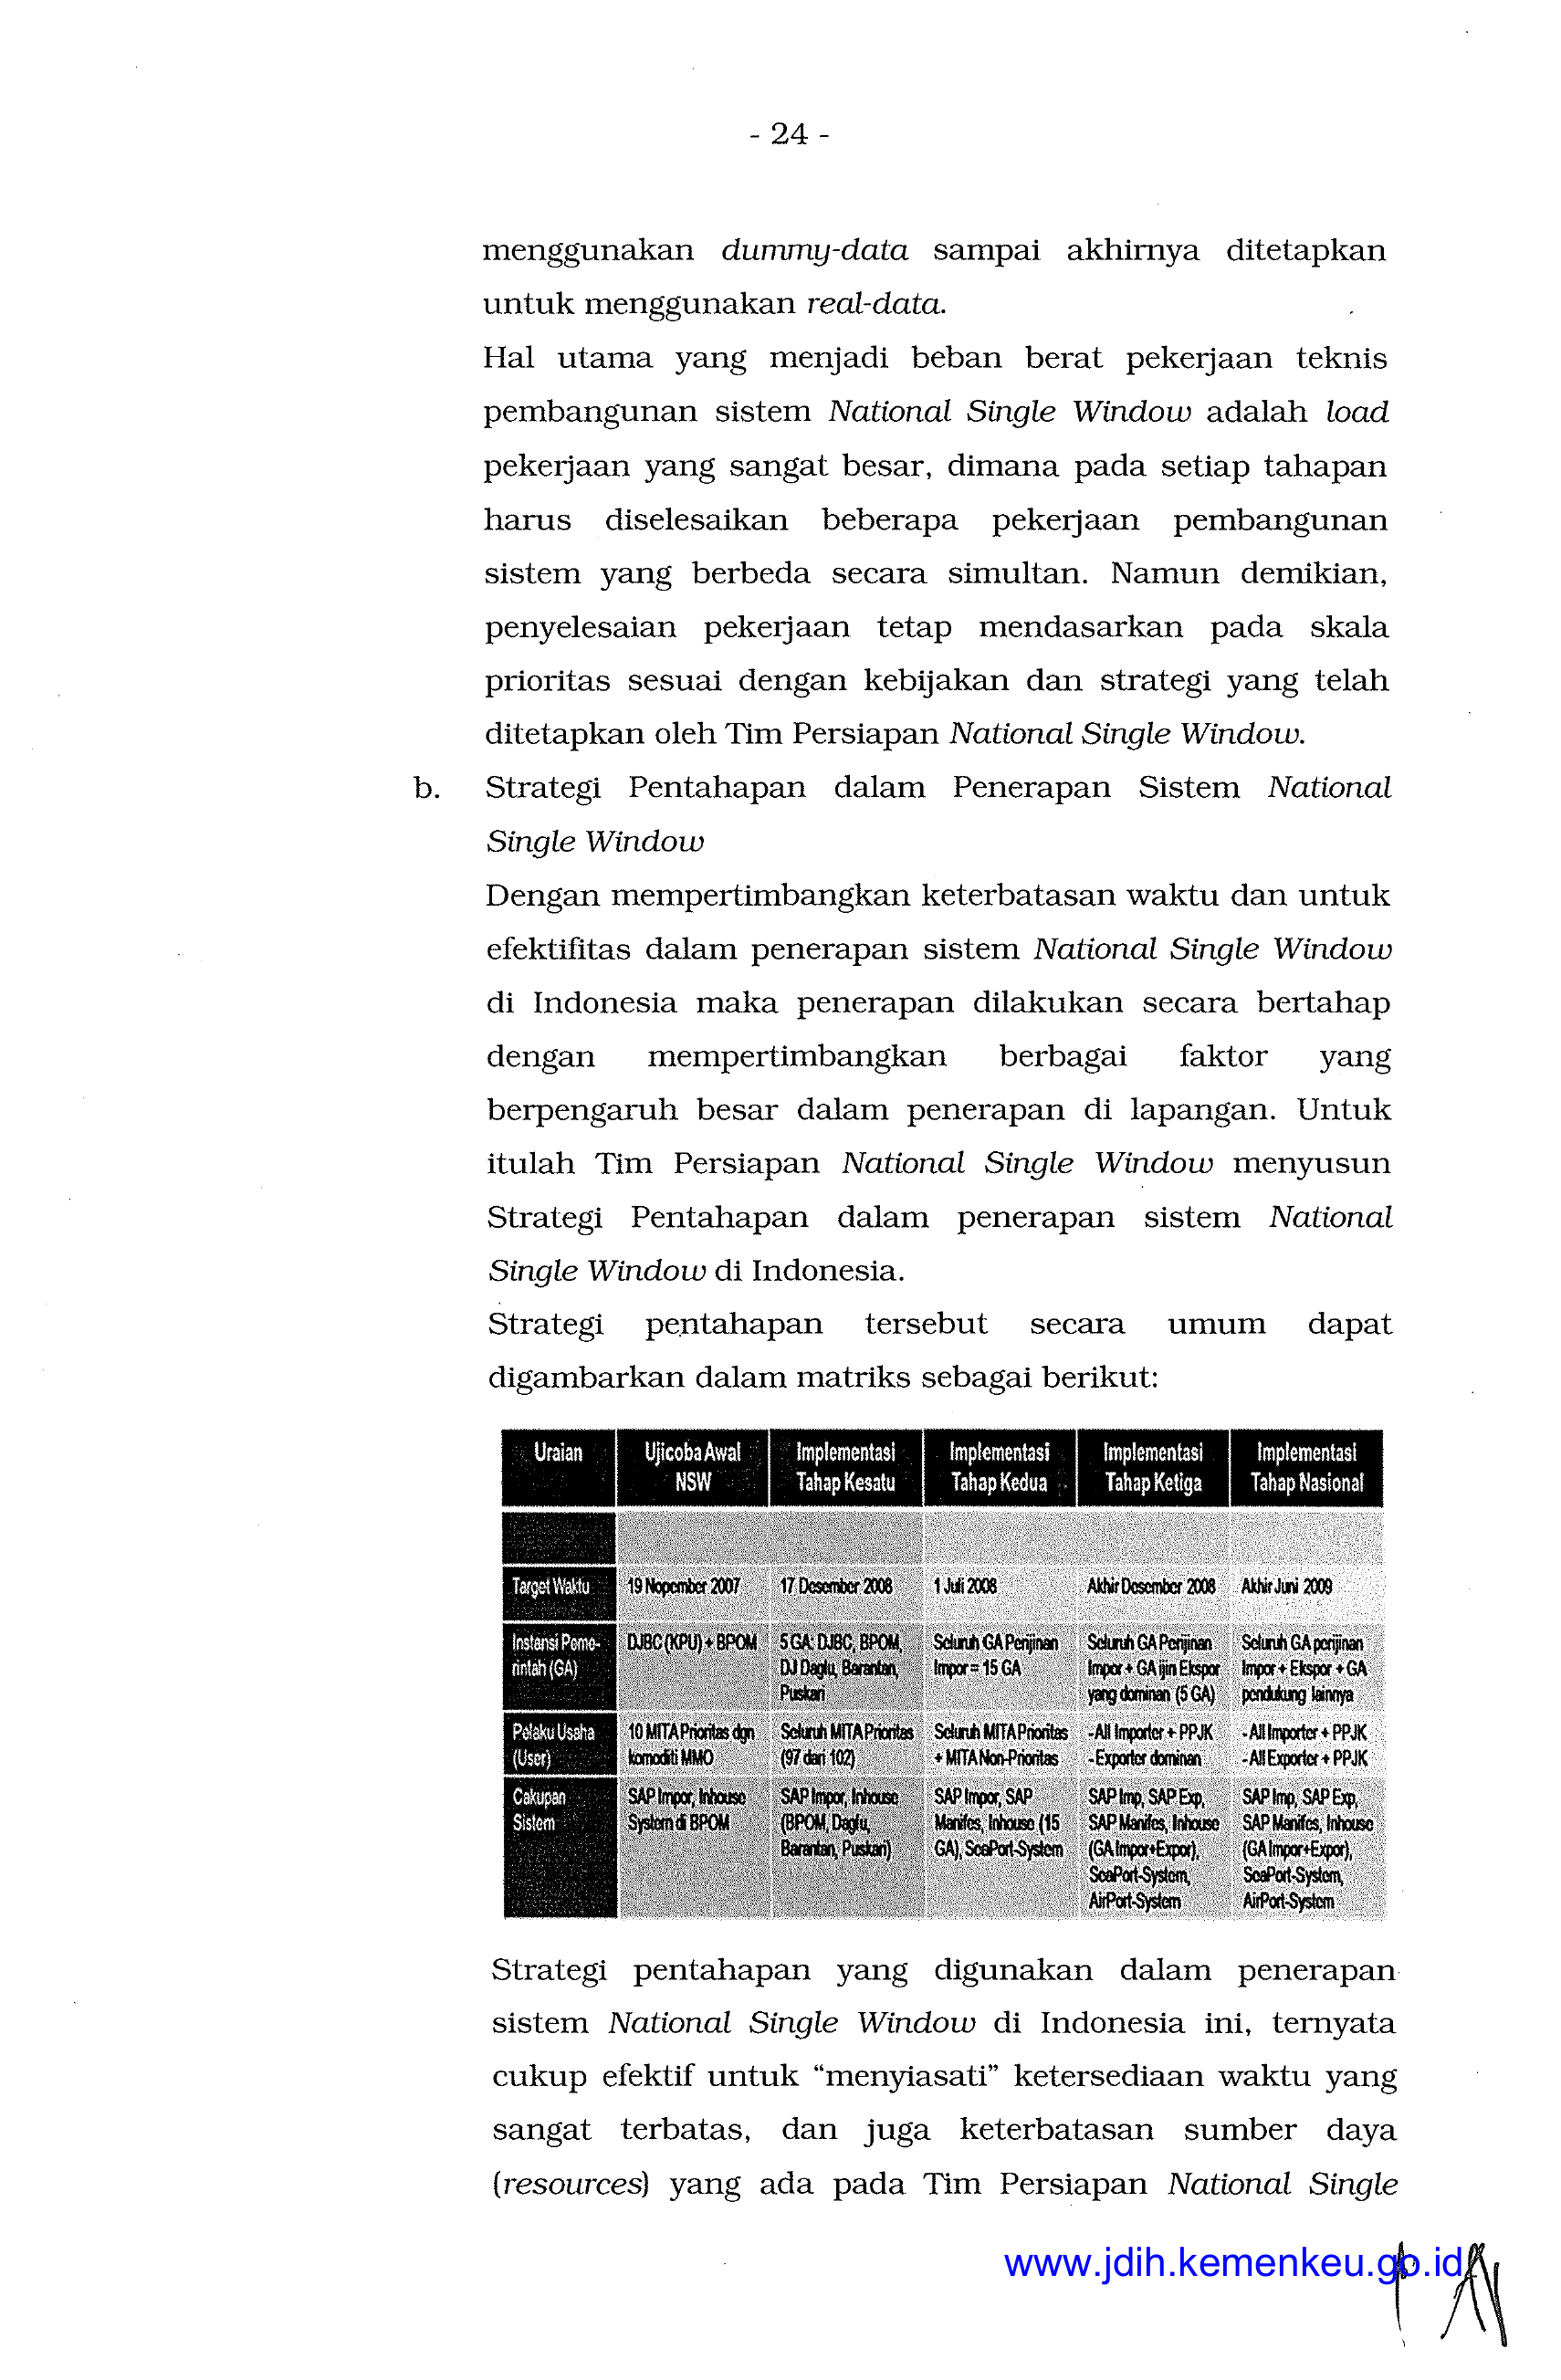 - 24 -
menggunakan dummy-data sampai akhirnya ditetapkan
untuk menggunakan real-data.
Hal utama yang menjadi beban berat pekerjaan teknis
pembangunan sistem National Single Window adalah load
pekerjaan yang sangat besar, dimana pada setiap tahapan
harus diselesaikan beberapa pekerjaan pembangunan
sistem yang berbeda secara simultan. Namun demikian,
penyelesaian pekerjaan tetap mendasarkan pada skala
prioritas sesuai dengan kebijakan dan strategi yang telah
ditetapkan oleh Tim Persiapan National Single Window.
b. Strategi Pentahapan dalam Penerapan Sistem National
Single Window
Dengan mempertimbangkan keterbatasan waktu dan untuk
efektifitas dalam penerapan sistem National Single Window
di Indonesia maka penerapan dilakukan secara bertahap
dengan mempertimbangkan berbagai faktor yang
berpengaruh besar dalam penerapan di lapangan. Untuk
itulah Tim Persiapan National Single Window menyusun
Strategi Pentahapan dalam penerapan sistem National
Single Window di Indonesia.
Strategi pentahapan tersebut secara umum dapat
digambarkan dalam matriks sebagai berikut:
Uraian Ujicoba Awal Implementasi Implementasi Implementasi Implementasi
NSW Tahap Kesatu Tahap Kedua Tahap Ketiga Tahap Nasional
Target Waktu 19 Nopember 2007 17 Desember 2008 1 Juli 2008 Akhir Desember 2008 Akhir Juni 2009
Instansi Peme- DJBC (KPU) + BPOM 5 GA: DJBC, BPOM, Seluruh GA Perijinan Seluruh GA Perijinan Seluruh GA perijinan
rintah (GA) DJ Daglu, Barantan, Impor = 15 GA Impor + GA ijin Ekspor Impor + Ekspor + GA
Puskari yang dominan (5 GA) pendukung lainnya
Pelaku Usaha 10 MITA Prioritas dgn Seluruh MITA Prioritas Seluruh MITA Prioritas -All Importer + PPJK -All Importer + PPJK
(User) komoditi MMO (97 dari 102) + MITA Non-Prioritas -Exporter dominan -All Exporter + PPJK
Cakupan SAP Impor, Inhouse SAP Impor, Inhouse SAP Impor, SAP SAP Imp, SAP Exp, SAP Imp, SAP Exp,
Sistem System di BPOM (BPOM, Daglu, Manifes, Inhouse (15 SAP Manifes, Inhouse SAP Manifes, Inhouse
Barantan, Puskari) GA), SeaPort-System (GA Impor+Expor), (GA Impor+Expor),
SeaPort-System, SeaPort-System,
AirPort-System AirPort-System
Strategi pentahapan yang digunakan dalam penerapan
sistem National Single Window di Indonesia ini, ternyata
cukup efektif untuk “menyiasati” ketersediaan waktu yang
sangat terbatas, dan juga keterbatasan sumber daya
(resources) yang ada pada Tim Persiapan National Single
www.jdih.kemenkeu.go.id